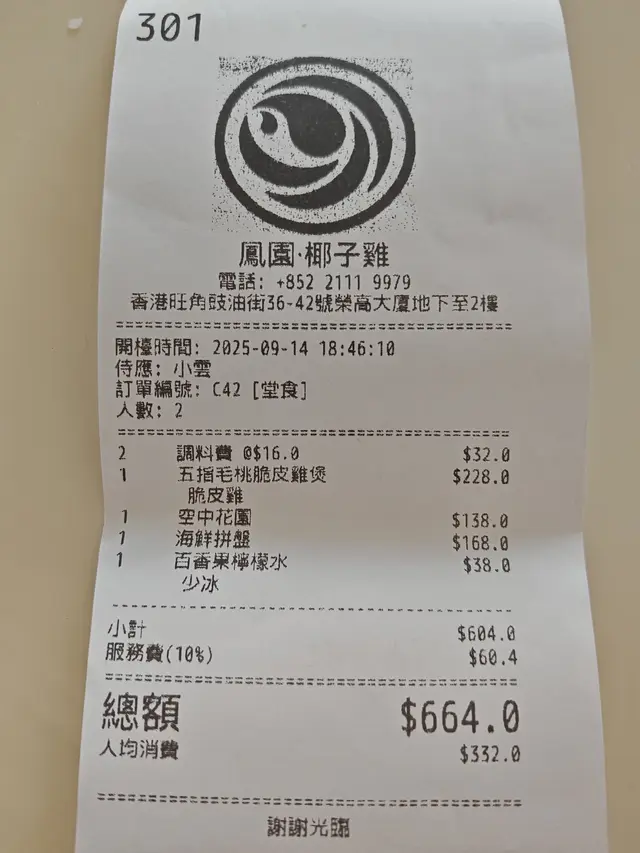 301
鳳園·椰子雞
電話: +852 2111 9979
香港旺角豉油街36-42號榮高大廈地下至2樓
開檯時間: 2025-09-14 18:46:10
侍應: 小雲
訂單編號: C42 [堂食]
人數: 2
2 調料費 @$16.0 $32.0
1 五指毛桃脆皮雞煲 $228.0
脆皮雞
1 空中花園 $138.0
1 海鮮拼盤 $168.0
1 百香果檸檬水 $38.0
少冰
小計 $604.0
服務費(10%) $60.4
總額 $664.0
人均消費 $332.0
謝謝光臨